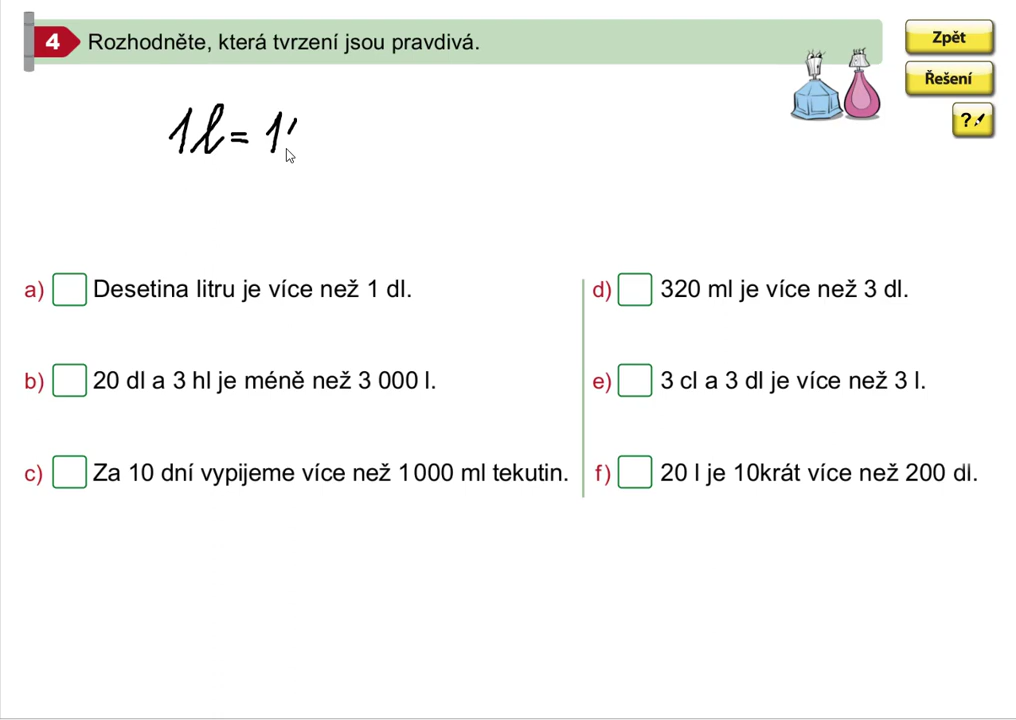 4 Rozhodněte, která tvrzení jsou pravdivá.
Zpět
Řešení
?
1l = 1
a) Desetina litru je více než 1 dl.
b) 20 dl a 3 hl je méně než 3 000 l.
c) Za 10 dní vypijeme více než 1 000 ml tekutin.
d) 320 ml je více než 3 dl.
e) 3 cl a 3 dl je více než 3 l.
f) 20 l je 10krát více než 200 dl.